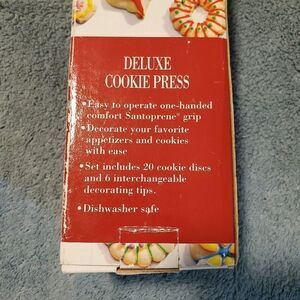 DELUXE
COOKIE PRESS
•Easy to operate one-handed
comfort Santoprene® grip
•Decorate your favorite
appetizers and cookies
with ease
•Set includes 20 cookie discs
and 6 interchangeable
decorating tips.
•Dishwasher safe